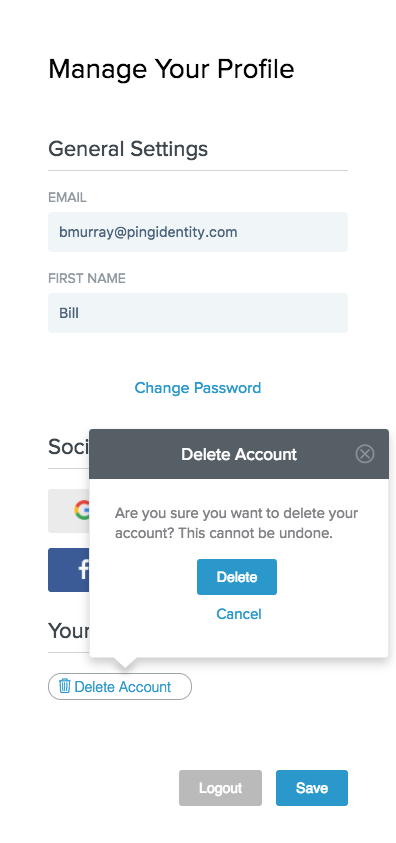 Manage Your Profile
General Settings
EMAIL
bmurray@pingidentity.com
FIRST NAME
Bill
Change Password
Soci
Delete Account
Are you sure you want to delete your
account? This cannot be undone.
Delete
Cancel
Your
Delete Account
Logout
Save